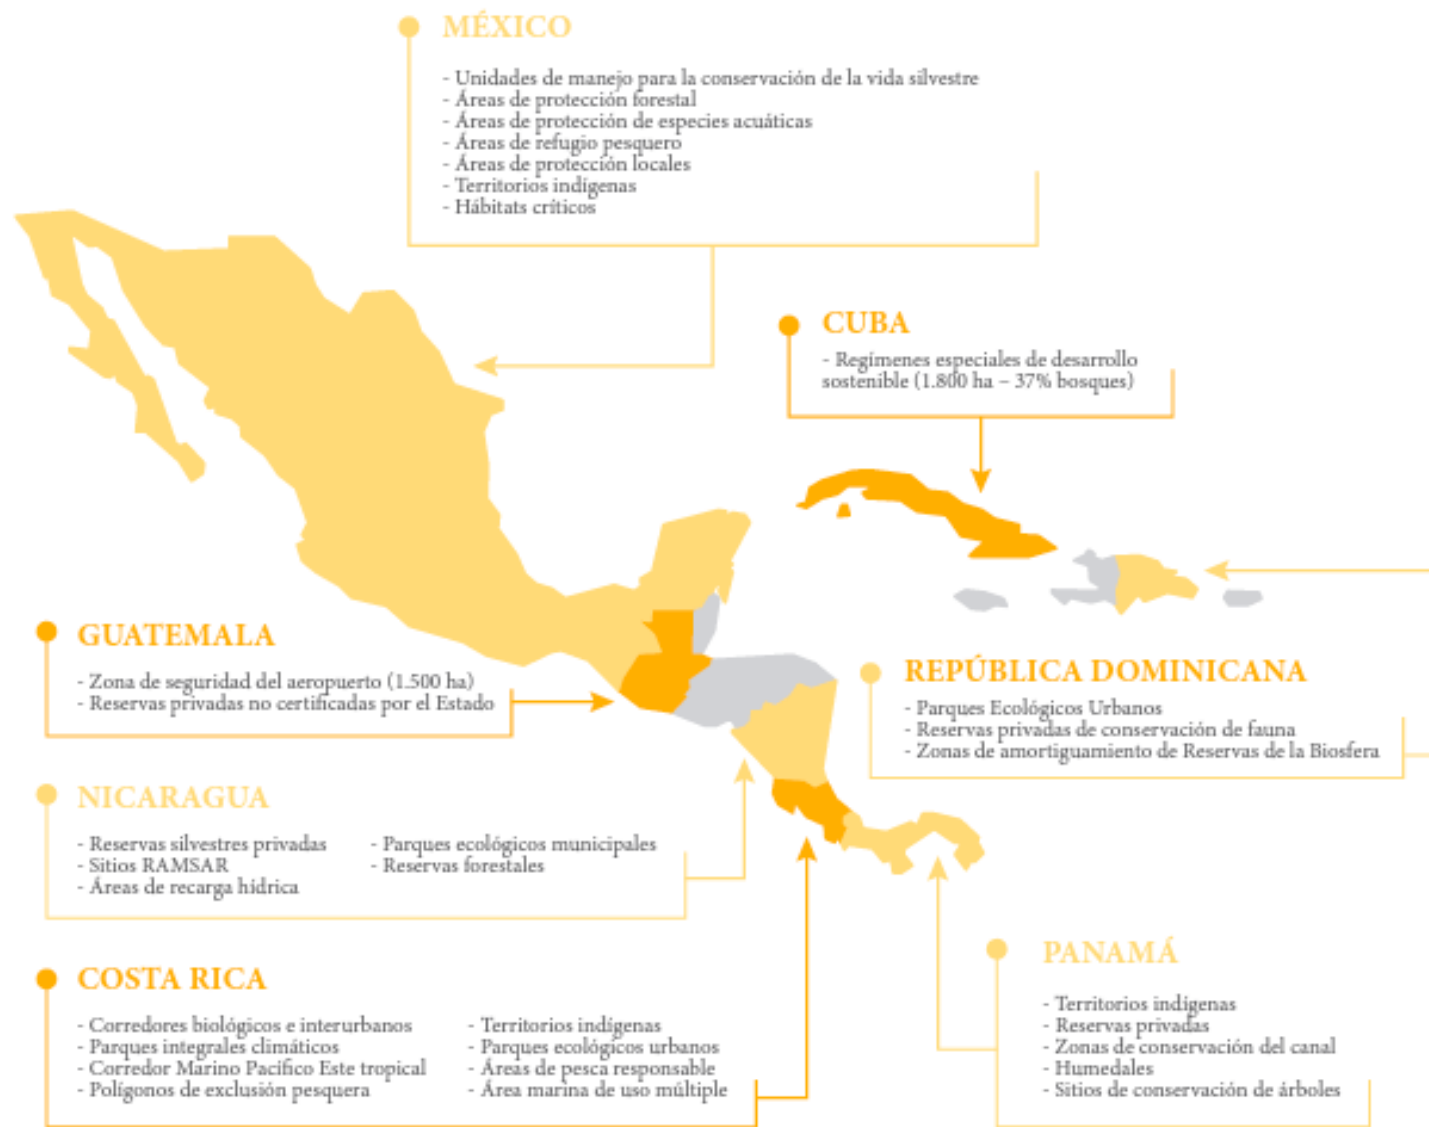 MÉXICO
- Unidades de manejo para la conservación de la vida silvestre
- Áreas de protección forestal
- Áreas de protección de especies acuáticas
- Áreas de refugio pesquero
- Áreas de protección locales
- Territorios indígenas
- Hábitats críticos
CUBA
- Regímenes especiales de desarrollo
sostenible (1.800 ha – 37% bosques)
GUATEMALA
- Zona de seguridad del aeropuerto (1.500 ha)
- Reservas privadas no certificadas por el Estado
REPÚBLICA DOMINICANA
- Parques Ecológicos Urbanos
- Reservas privadas de conservación de fauna
- Zonas de amortiguamiento de Reservas de la Biosfera
NICARAGUA
- Reservas silvestres privadas
- Sitios RAMSAR
- Áreas de recarga hídrica
- Parques ecológicos municipales
- Reservas forestales
COSTA RICA
- Corredores biológicos e interurbanos
- Parques integrales climáticos
- Corredor Marino Pacífico Este tropical
- Polígonos de exclusión pesquera
- Territorios indígenas
- Parques ecológicos urbanos
- Áreas de pesca responsable
- Área marina de uso múltiple
PANAMÁ
- Territorios indígenas
- Reservas privadas
- Zonas de conservación del canal
- Humedales
- Sitios de conservación de árboles